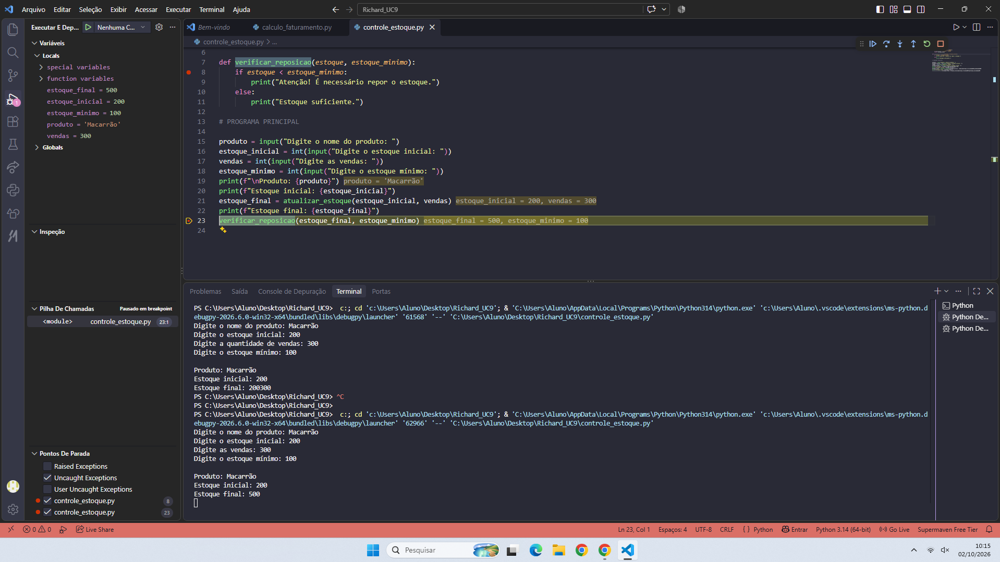 Arquivo Editar Seleção Exibir Acessar Executar Terminal Ajuda
Richard_UC9
Executar E Dep... Nenhuma C...
Variáveis
Locals
special variables
function variables
estoque_final = 500
estoque_inicial = 200
estoque_minimo = 100
produto = 'Macarrão'
vendas = 300
Globals
Inspeção
Pilha De Chamadas Pausado em breakpoint
<module> controle_estoque.py 23:1
Pontos De Parada
Raised Exceptions
Uncaught Exceptions
User Uncaught Exceptions
controle_estoque.py 8
controle_estoque.py 23
1
Bem-vindo calculo_faturamento.py controle_estoque.py
controle_estoque.py > ...
6
7 def verificar_reposicao(estoque, estoque_minimo):
8 if estoque < estoque_minimo:
9 print("Atenção! É necessário repor o estoque.")
10 else:
11 print("Estoque suficiente.")
12
13 # PROGRAMA PRINCIPAL
14
15 produto = input("Digite o nome do produto: ")
16 estoque_inicial = int(input("Digite o estoque inicial: "))
17 vendas = int(input("Digite as vendas: "))
18 estoque_minimo = int(input("Digite o estoque mínimo: "))
19 print(f"\nProduto: {produto}") produto = 'Macarrão'
20 print(f"Estoque inicial: {estoque_inicial}")
21 estoque_final = atualizar_estoque(estoque_inicial, vendas) estoque_inicial = 200, vendas = 300
22 print(f"Estoque final: {estoque_final}")
23 verificar_reposicao(estoque_final, estoque_minimo) estoque_final = 500, estoque_minimo = 100
24
Problemas Saída Console de Depuração Terminal Portas
PS C:\Users\Aluno\Desktop\Richard_UC9> c:; cd 'c:\Users\Aluno\Desktop\Richard_UC9'; & 'C:\Users\Aluno\AppData\Local\Programs\Python\Python314\python.exe' 'c:\Users\Aluno\.vscode\extensions\ms-python.d
ebugpy-2026.6.0-win32-x64\bundled\libs\debugpy\launcher' '61568' '--' 'C:\Users\Aluno\Desktop\Richard_UC9\controle_estoque.py'
Digite o nome do produto: Macarrão
Digite o estoque inicial: 200
Digite a quantidade de vendas: 300
Digite o estoque mínimo: 100
Produto: Macarrão
Estoque inicial: 200
Estoque final: 200300
PS C:\Users\Aluno\Desktop\Richard_UC9> ^C
PS C:\Users\Aluno\Desktop\Richard_UC9>
PS C:\Users\Aluno\Desktop\Richard_UC9> c:; cd 'c:\Users\Aluno\Desktop\Richard_UC9'; & 'C:\Users\Aluno\AppData\Local\Programs\Python\Python314\python.exe' 'c:\Users\Aluno\.vscode\extensions\ms-python.d
ebugpy-2026.6.0-win32-x64\bundled\libs\debugpy\launcher' '62966' '--' 'C:\Users\Aluno\Desktop\Richard_UC9\controle_estoque.py'
Digite o nome do produto: Macarrão
Digite o estoque inicial: 200
Digite as vendas: 300
Digite o estoque mínimo: 100
Produto: Macarrão
Estoque inicial: 200
Estoque final: 500
Python
Python De...
Python De...
0 0 Live Share Ln 23, Col 1 Espaços: 4 UTF-8 CRLF { } Python Entrar Python 3.14 (64-bit) Go Live Supermaven Free Tier
Pesquisar
10:15
02/10/2026